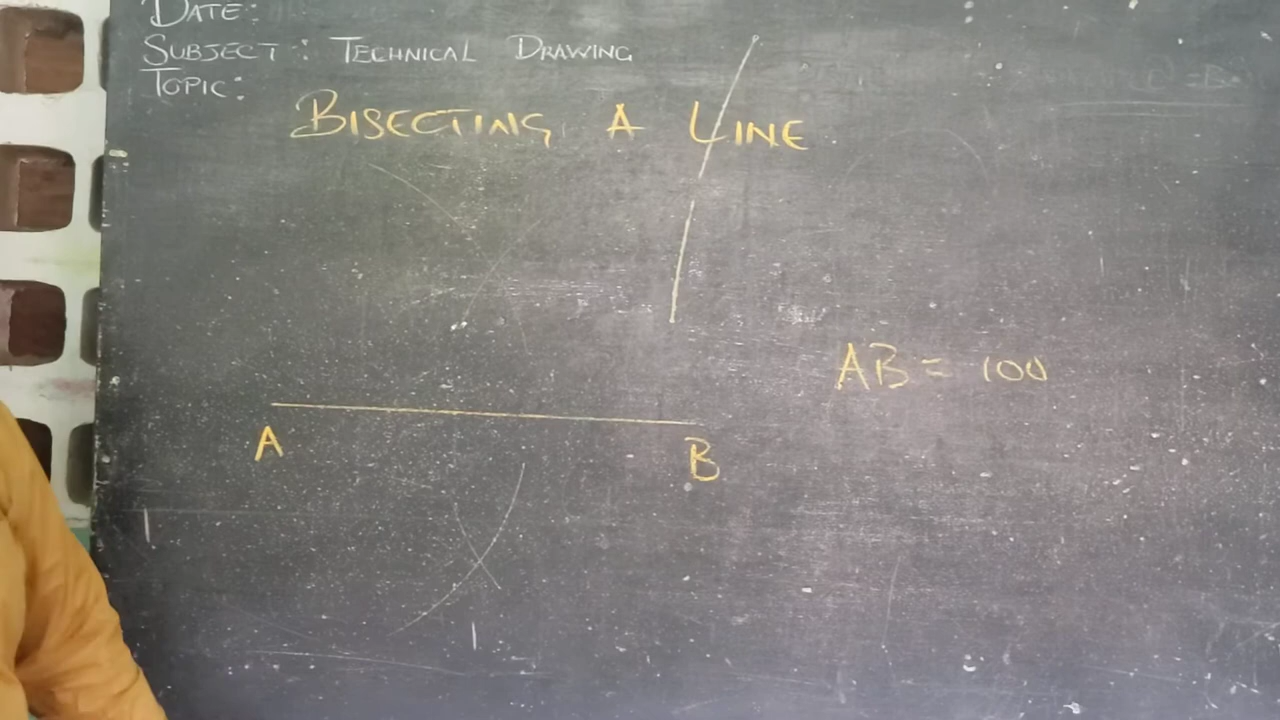 DATE:
SUBJECT: TECHNICAL DRAWING
TOPIC:
BISECTING A LINE
AB = 100
A
B